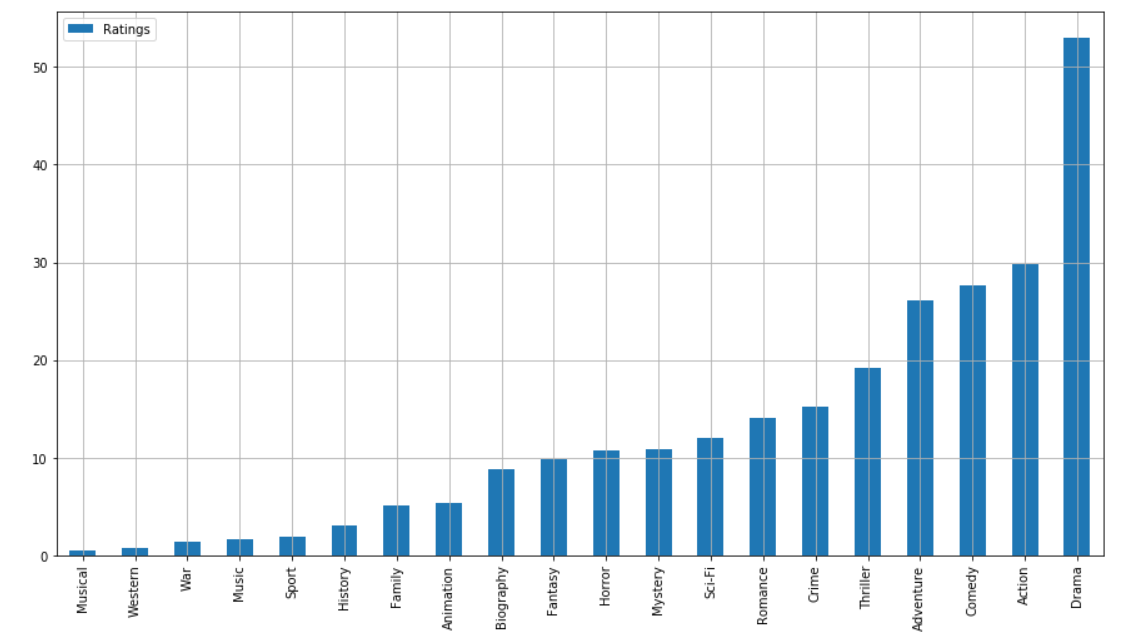 Ratings
50
40
30
20
10
0
Musical
Western
War
Music
Sport
History
Family
Animation
Biography
Fantasy
Horror
Mystery
Sci-Fi
Romance
Crime
Thriller
Adventure
Comedy
Action
Drama